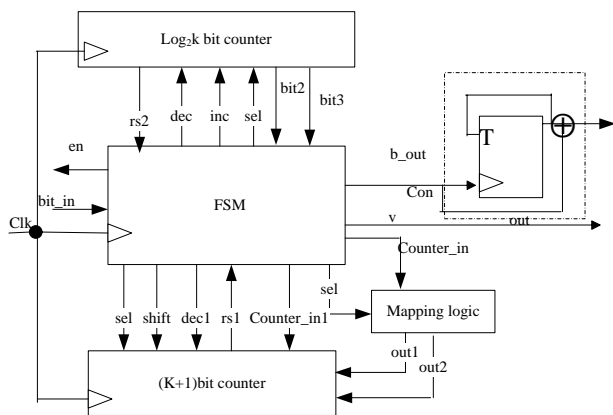 Log2k bit counter
rs2
dec
inc
sel
bit2
bit3
en
bit_in
Clk
FSM
b_out
Con
v
out
T
Counter_in
sel
shift
dec1
rs1
Counter_in1
sel
Mapping logic
out1
out2
(K+1)bit counter